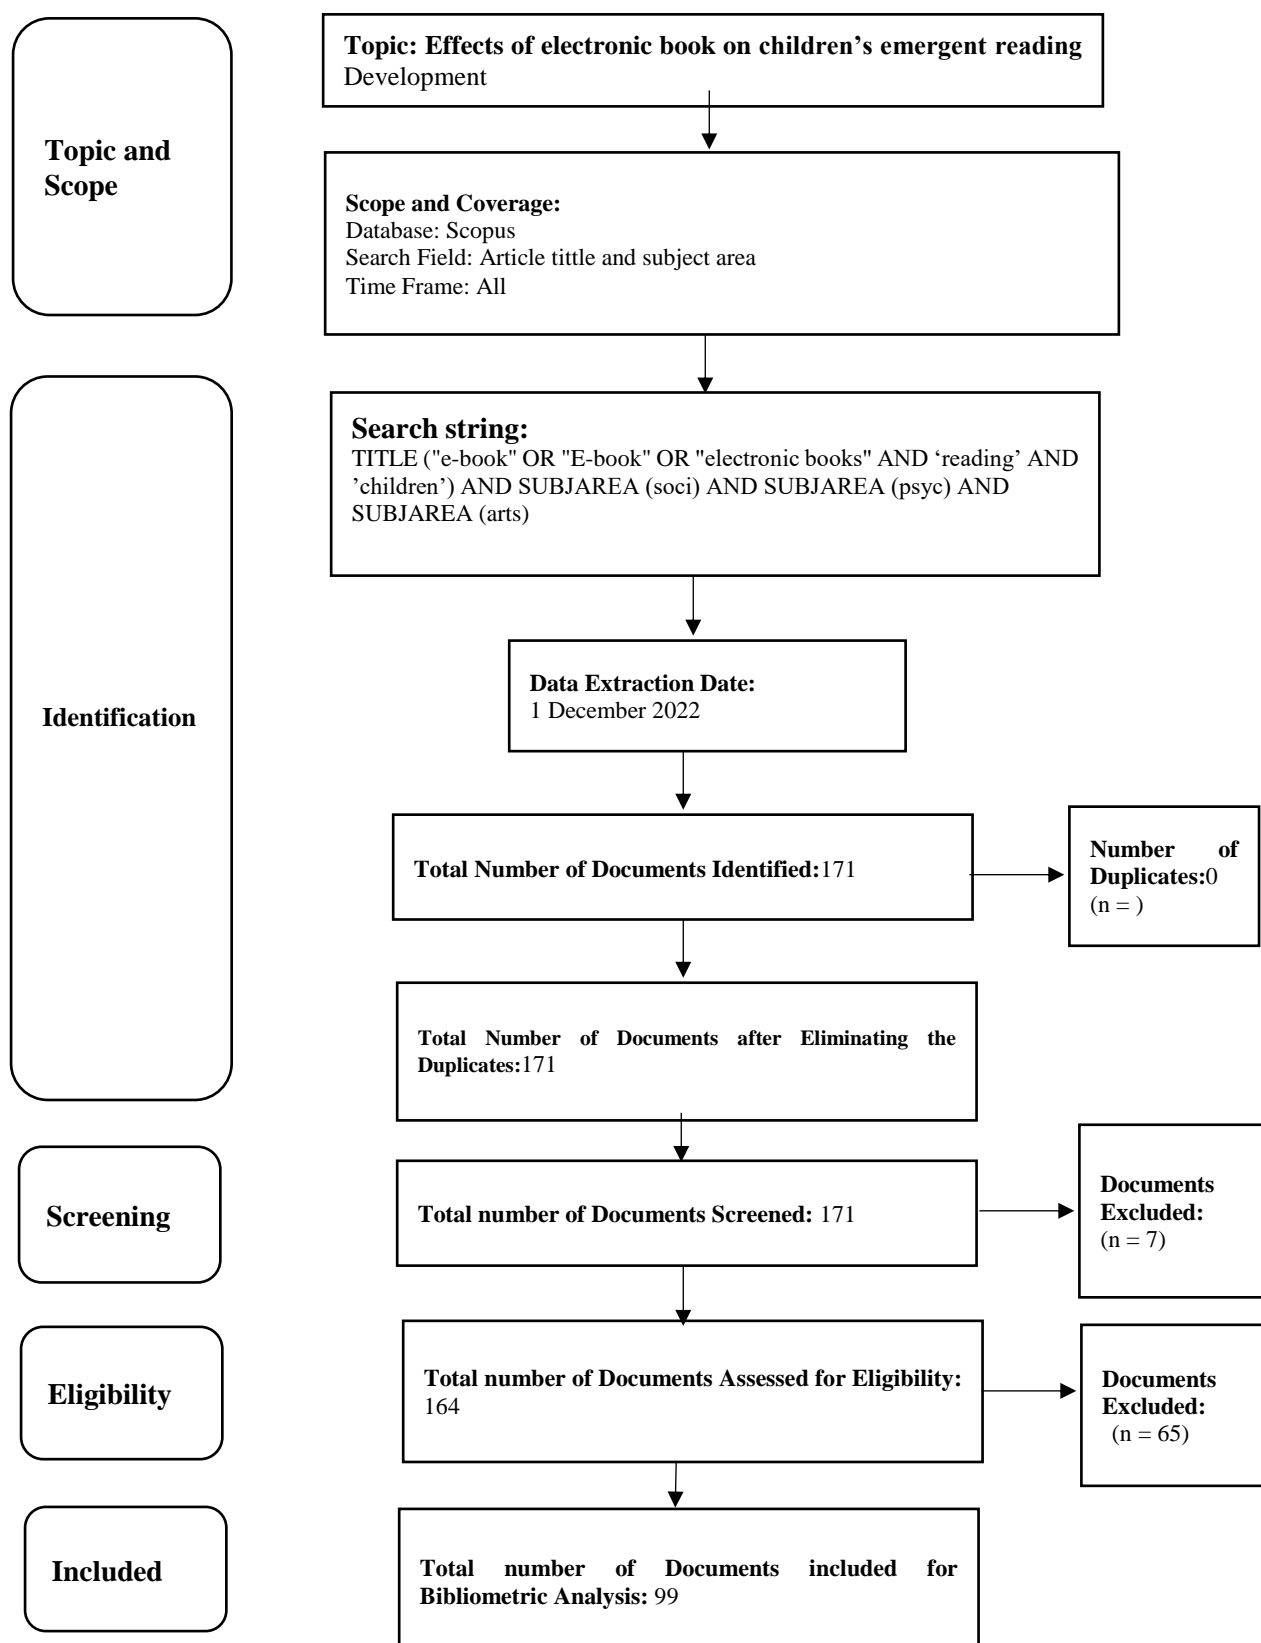 Topic: Effects of electronic book on children’s emergent reading
Development
Topic and
Scope
Scope and Coverage:
Database: Scopus
Search Field: Article tittle and subject area
Time Frame: All
Search string:
TITLE ("e-book" OR "E-book" OR "electronic books" AND ‘reading’ AND
’children’) AND SUBJAREA (soci) AND SUBJAREA (psyc) AND
SUBJAREA (arts)
Identification
Data Extraction Date:
1 December 2022
Total Number of Documents Identified:171
Number of
Duplicates:0
(n = )
Total Number of Documents after Eliminating the
Duplicates:171
Screening
Total number of Documents Screened: 171
Documents
Excluded:
(n = 7)
Eligibility
Total number of Documents Assessed for Eligibility:
164
Documents
Excluded:
(n = 65)
Included
Total number of Documents included for
Bibliometric Analysis: 99